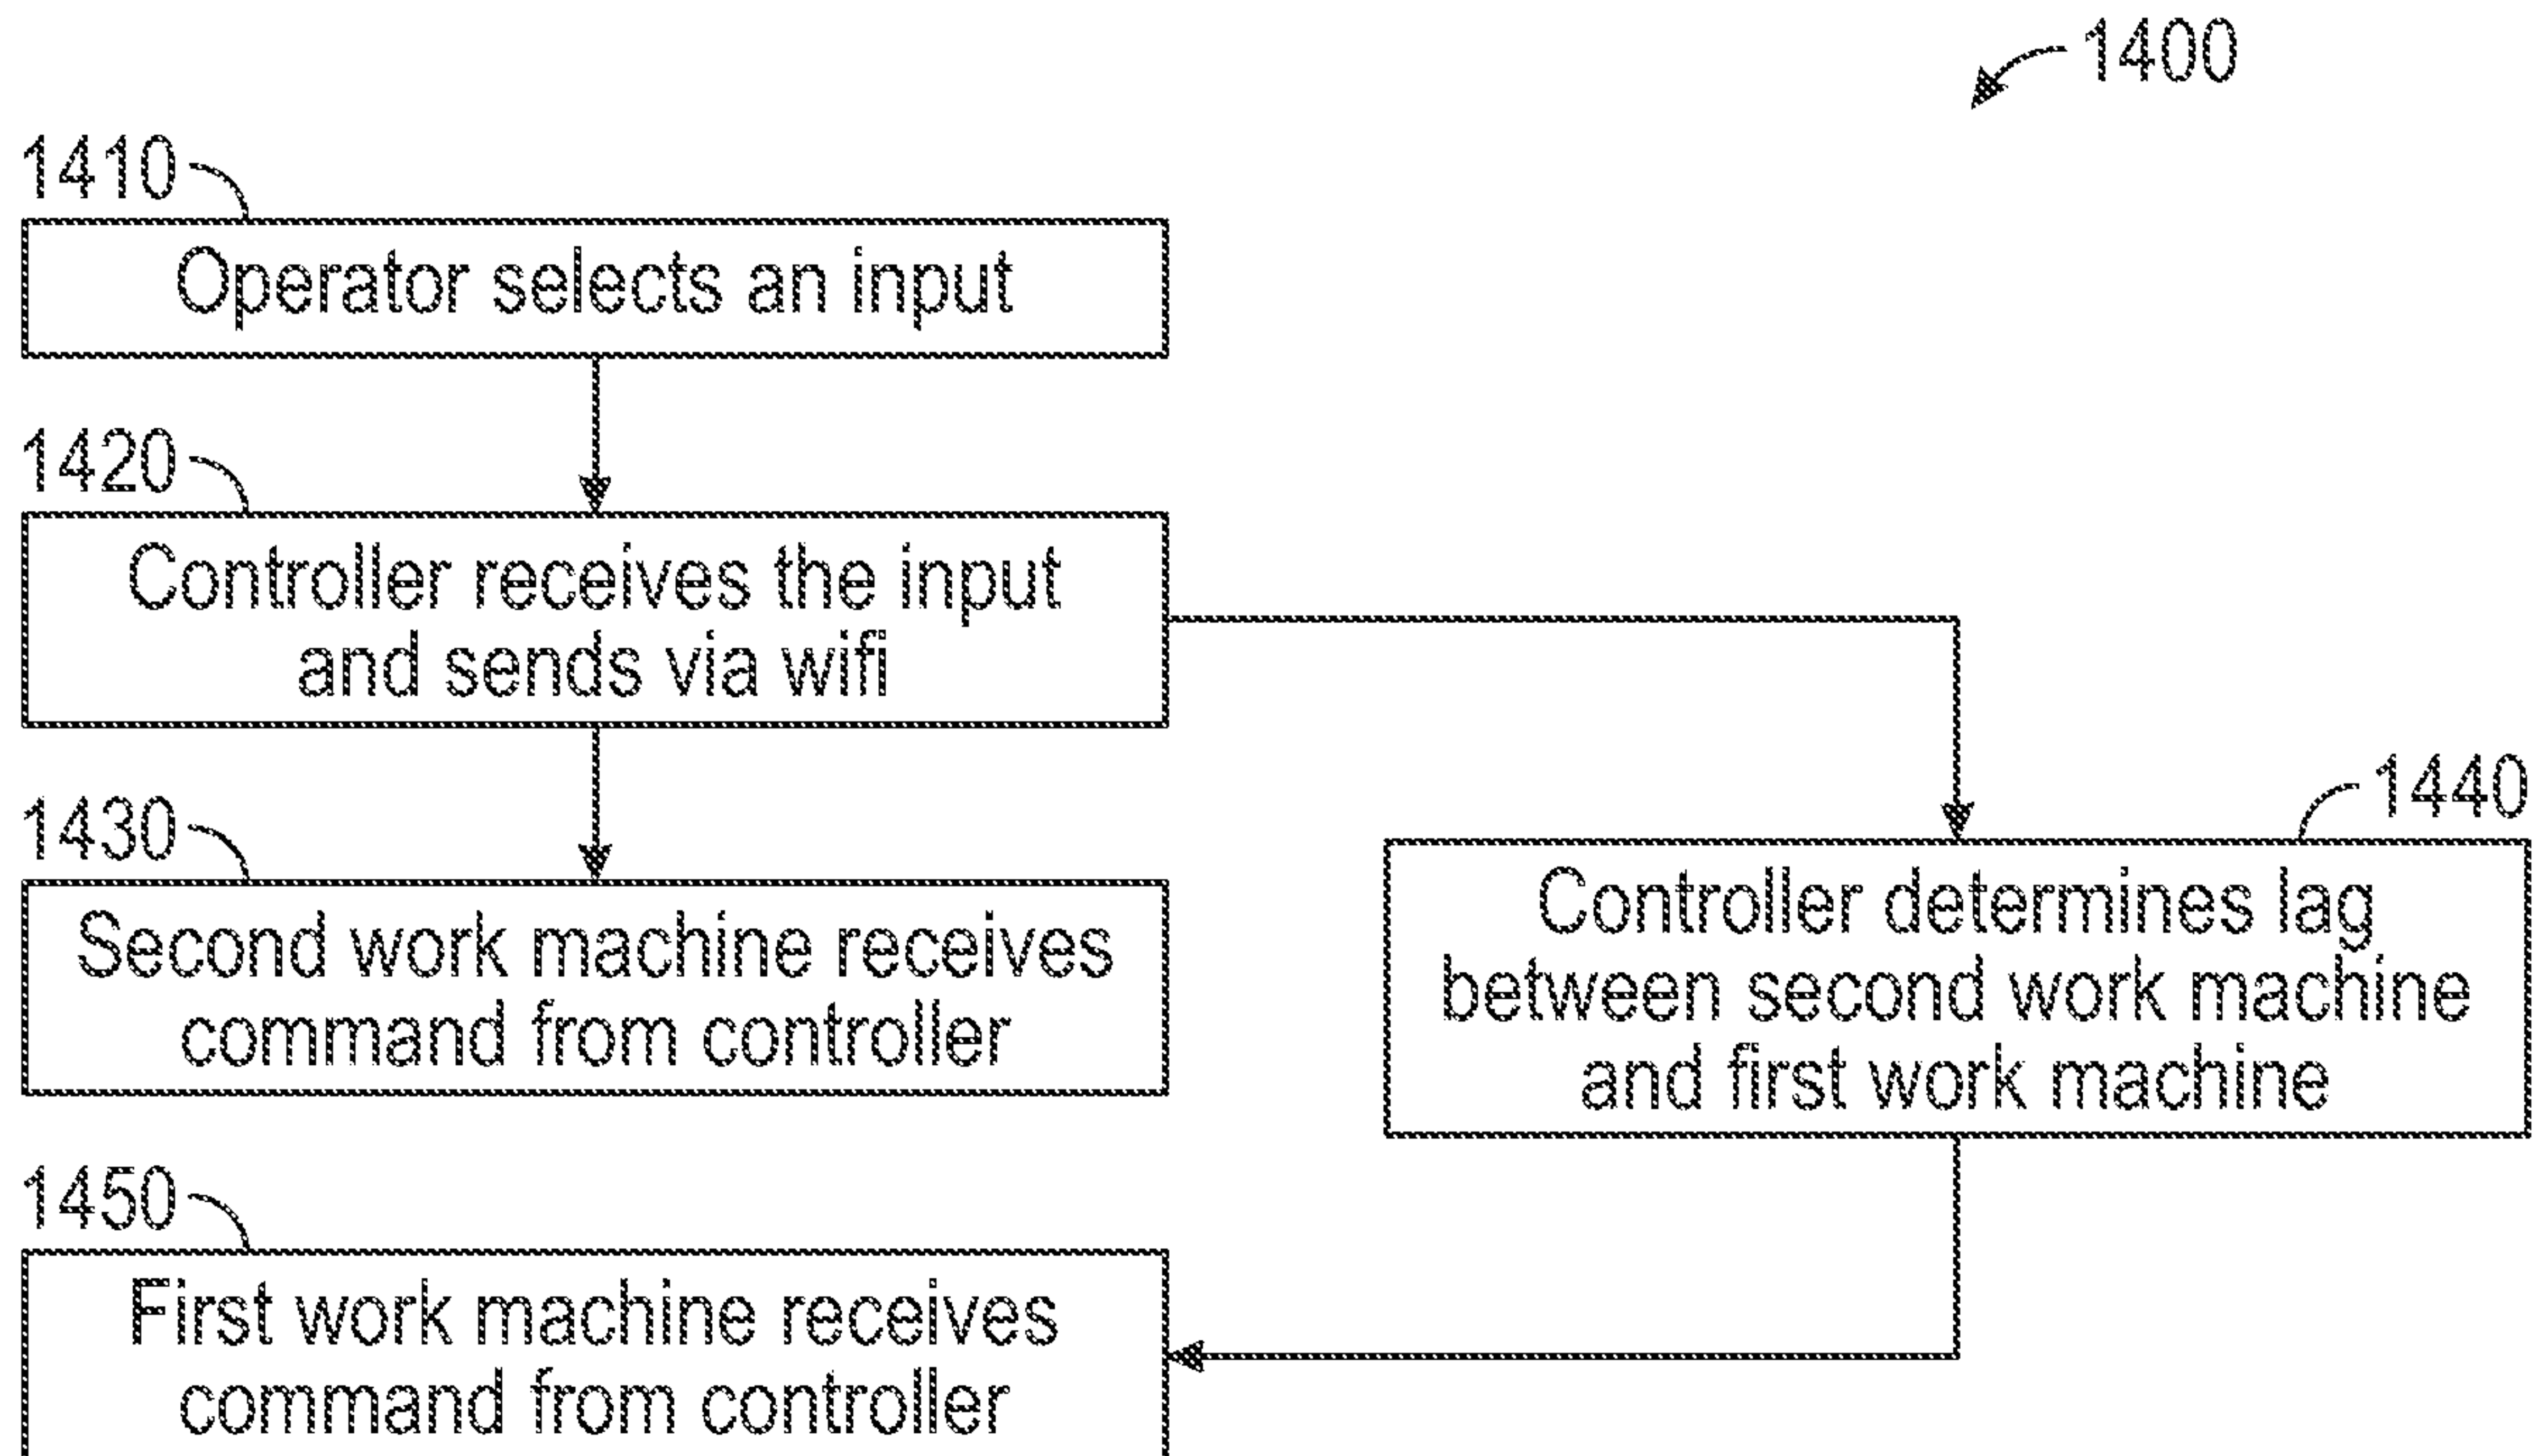 1400
1410
Operator selects an input
1420
Controller receives the input
and sends via wifi
1430
Second work machine receives
command from controller
1440
Controller determines lag
between second work machine
and first work machine
1450
First work machine receives
command from controller